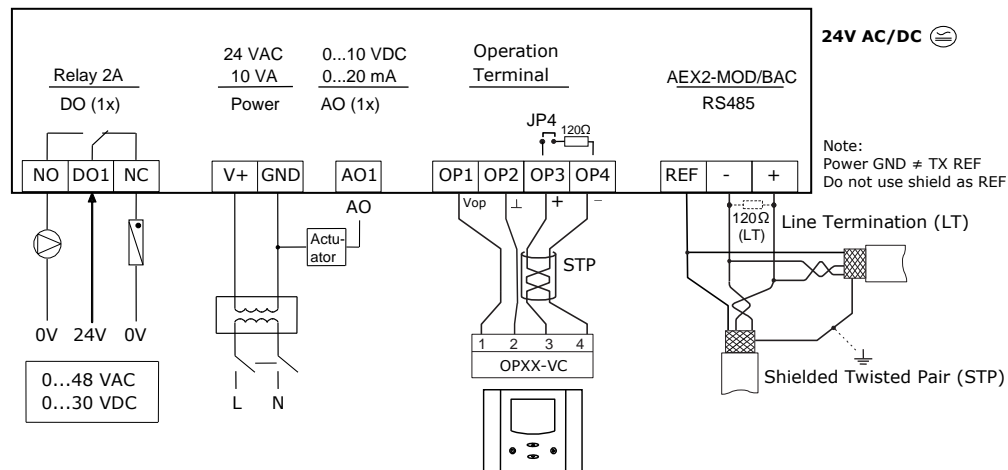 24V AC/DC
24 VAC
10 VA
Power
0...10 VDC
0...20 mA
AO (1x)
Operation
Terminal
Relay 2A
DO (1x)
AEX2-MOD/BAC
RS485
JP4
120Ω
NO DO1 NC
V+ GND
AO1
OP1 OP2 OP3 OP4
REF - +
Note:
Power GND ≠ TX REF
Do not use shield as REF
Vop ⊥ + −
AO
Actu-
ator
STP
120Ω
(LT)
Line Termination (LT)
0V 24V 0V
0...48 VAC
0...30 VDC
L N
1 2 3 4
OPXX-VC
Shielded Twisted Pair (STP)